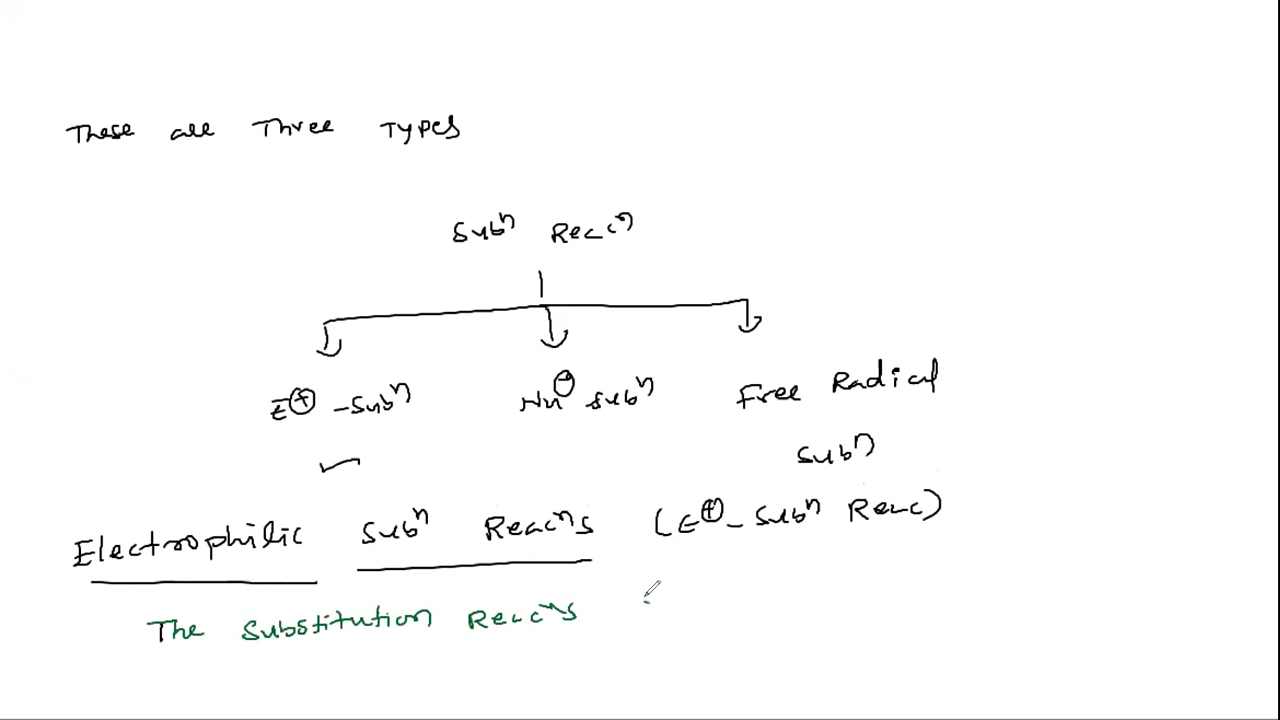 These are Three Types
Subⁿ Reacⁿ
E⊕ -Subⁿ Nu⊖ Subⁿ Free Radical
Subⁿ
Electrophilic Subⁿ Reacⁿs (E⊕- Subⁿ Reac)
The Substitution Reacⁿs